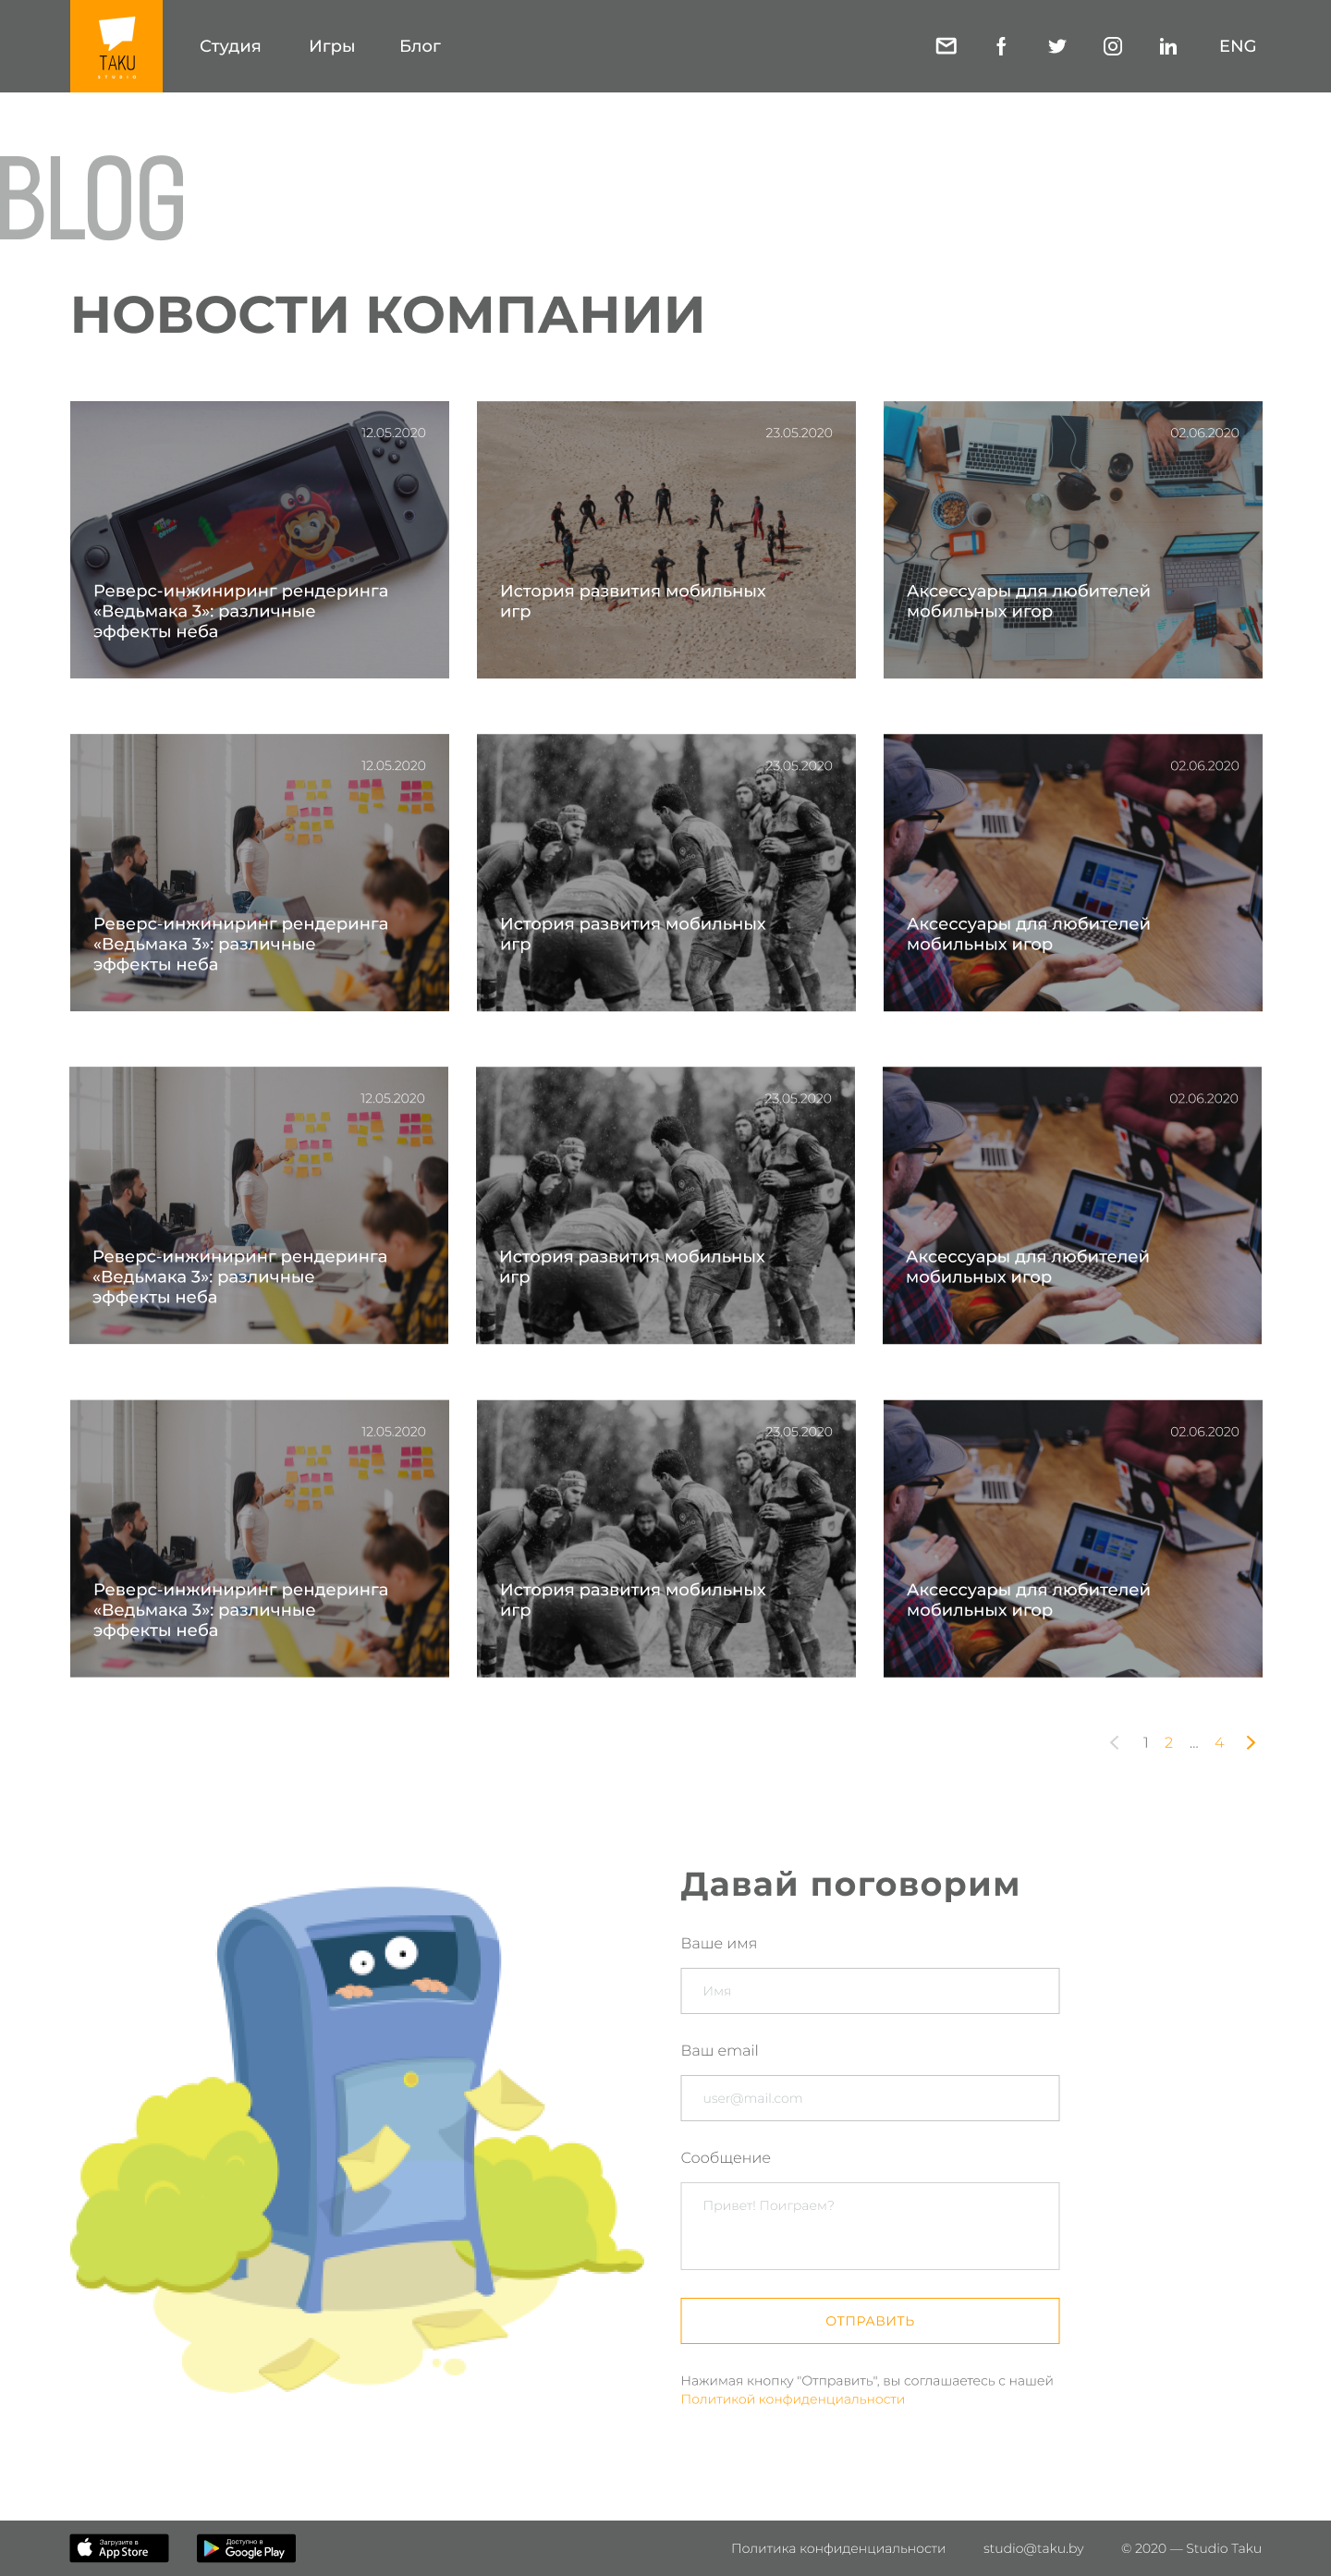 TAKU
STUDIO
Студия
Игры
Блог
ENG
BLOG
НОВОСТИ КОМПАНИИ
12.05.2020
Реверс-инжиниринг рендеринга
«Ведьмака 3»: различные
эффекты неба
23.05.2020
История развития мобильных
игр
02.06.2020
Аксессуары для любителей
мобильных игор
12.05.2020
Реверс-инжиниринг рендеринга
«Ведьмака 3»: различные
эффекты неба
23.05.2020
История развития мобильных
игр
02.06.2020
Аксессуары для любителей
мобильных игор
12.05.2020
Реверс-инжиниринг рендеринга
«Ведьмака 3»: различные
эффекты неба
23.05.2020
История развития мобильных
игр
02.06.2020
Аксессуары для любителей
мобильных игор
12.05.2020
Реверс-инжиниринг рендеринга
«Ведьмака 3»: различные
эффекты неба
23.05.2020
История развития мобильных
игр
02.06.2020
Аксессуары для любителей
мобильных игор
1 2 ... 4
Давай поговорим
Ваше имя
Имя
Ваш email
user@mail.com
Сообщение
Привет! Поиграем?
ОТПРАВИТЬ
Нажимая кнопку "Отправить", вы соглашаетесь с нашей
Политикой конфиденциальности
Загрузите в
App Store
Доступно в
Google Play
Политика конфиденциальности
studio@taku.by
© 2020 — Studio Taku